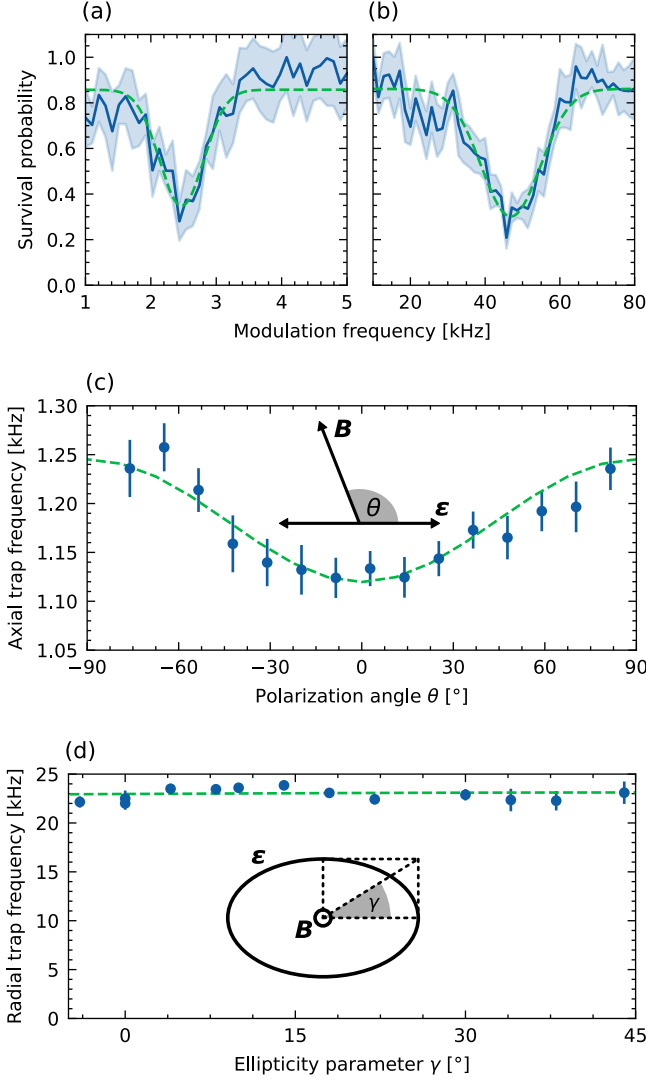 (a)
(b)
Survival probability
1.0
0.8
0.6
0.4
0.2
0.0
1 2 3 4 5
20 40 60 80
Modulation frequency [kHz]
(c)
Axial trap frequency [kHz]
1.30
1.25
1.20
1.15
1.10
1.05
B
θ
ε
−90 −60 −30 0 30 60 90
Polarization angle θ [°]
(d)
Radial trap frequency [kHz]
25
20
15
10
5
0
ε
γ
B
0 15 30 45
Ellipticity parameter γ [°]